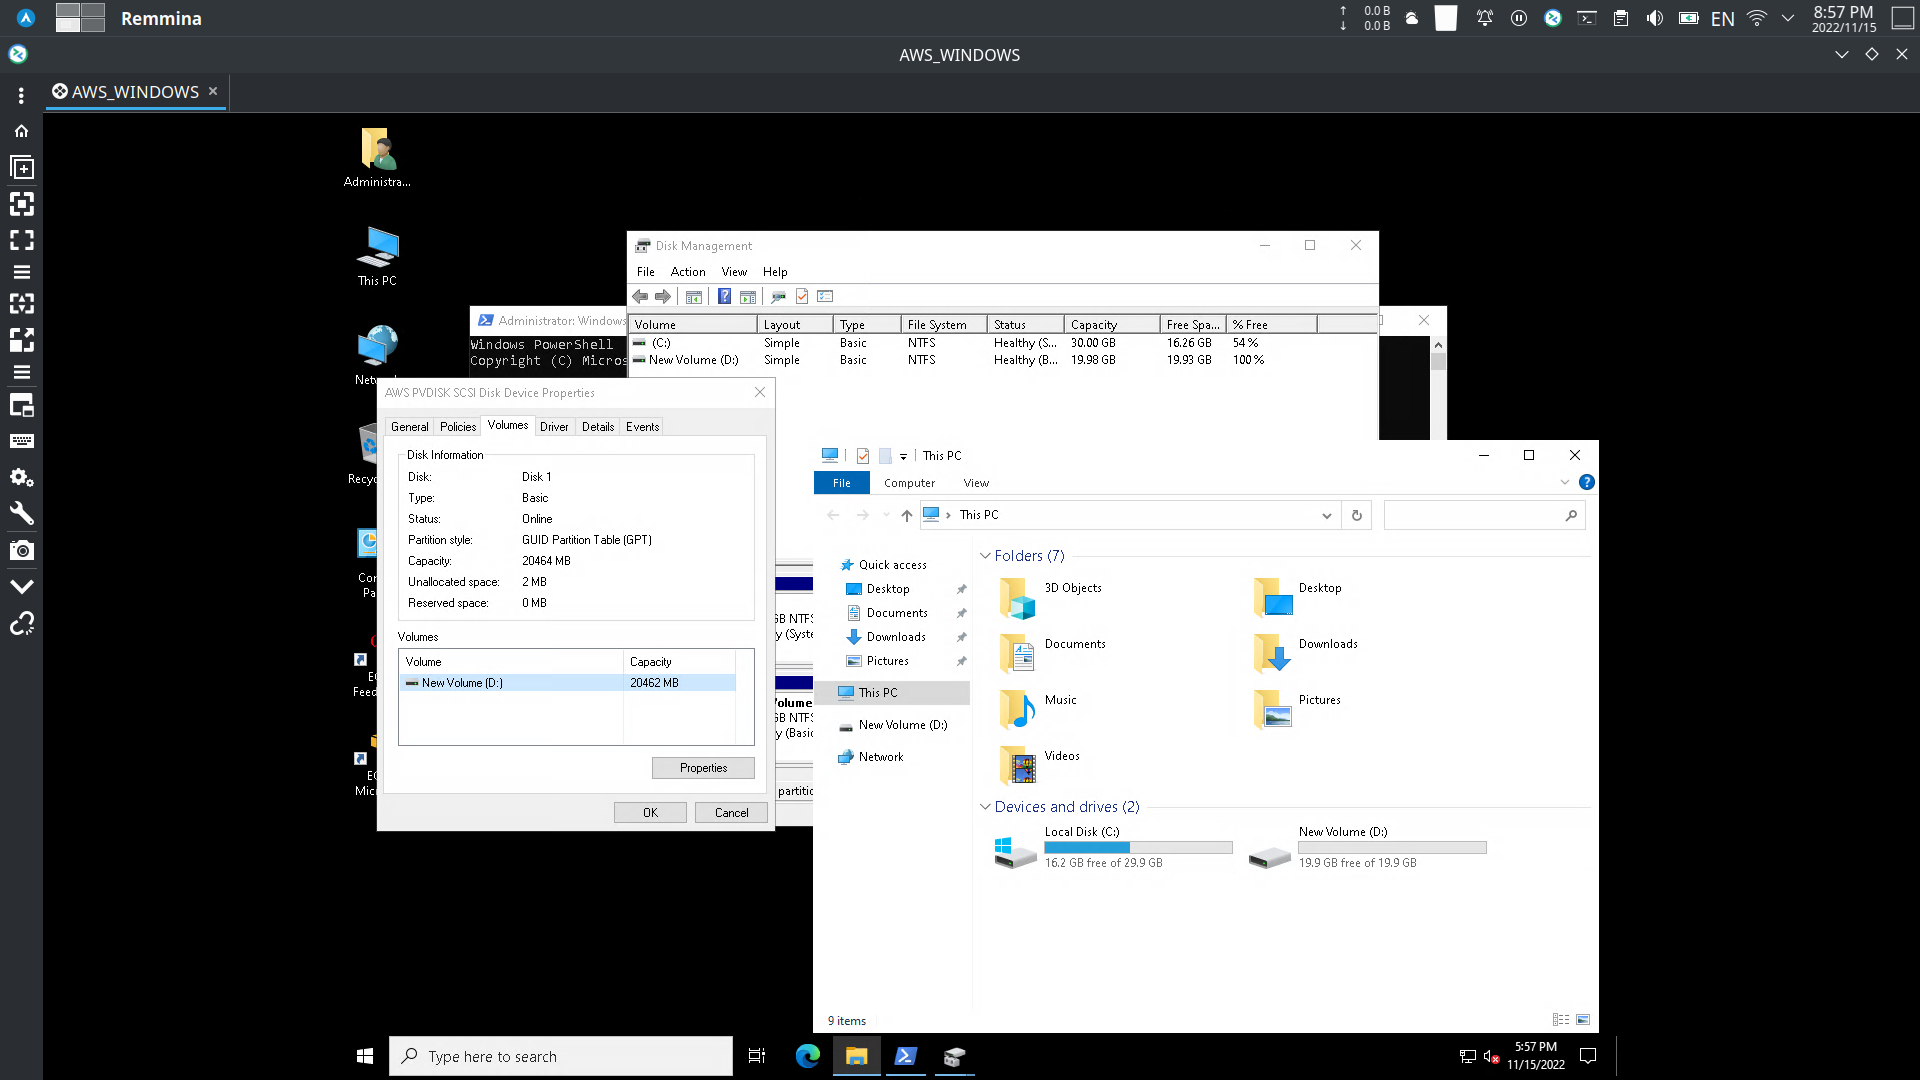 Remmina
0.0 B
0.0 B
EN
8:57 PM
2022/11/15
AWS_WINDOWS
AWS_WINDOWS
Administra...
This PC
Disk Management
File Action View Help
Administrator: Windows
Windows PowerShell
Copyright (C) Micros
Volume Layout Type File System Status Capacity Free Spa... % Free
(C:) Simple Basic NTFS Healthy (S... 30.00 GB 16.26 GB 54 %
New Volume (D:) Simple Basic NTFS Healthy (B... 19.98 GB 19.93 GB 100 %
AWS PVDISK SCSI Disk Device Properties
General Policies Volumes Driver Details Events
Disk Information
Disk: Disk 1
Type: Basic
Status: Online
Partition style: GUID Partition Table (GPT)
Capacity: 20464 MB
Unallocated space: 2 MB
Reserved space: 0 MB
Volumes
Volume Capacity
New Volume (D:) 20462 MB
Properties
OK Cancel
GB NTFS
y (Syste
Volume
GB NTFS
y (Basic
partitio
This PC
File Computer View
This PC
Quick access
Desktop
Documents
Downloads
Pictures
This PC
New Volume (D:)
Network
Folders (7)
3D Objects
Desktop
Documents
Downloads
Music
Pictures
Videos
Devices and drives (2)
Local Disk (C:)
16.2 GB free of 29.9 GB
New Volume (D:)
19.9 GB free of 19.9 GB
9 items
Type here to search
5:57 PM
11/15/2022